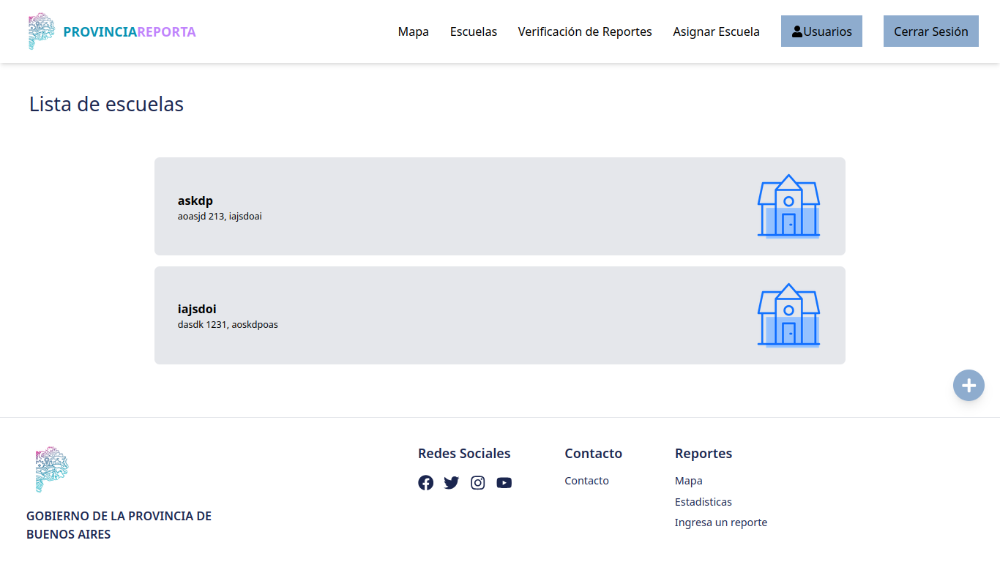 PROVINCIAREPORTA
Mapa
Escuelas
Verificación de Reportes
Asignar Escuela
Usuarios
Cerrar Sesión
Lista de escuelas
askdp
aoasjd 213, iajsdoai
iajsdoi
dasdk 1231, aoskdpoas
GOBIERNO DE LA PROVINCIA DE
BUENOS AIRES
Redes Sociales
Contacto
Contacto
Reportes
Mapa
Estadisticas
Ingresa un reporte